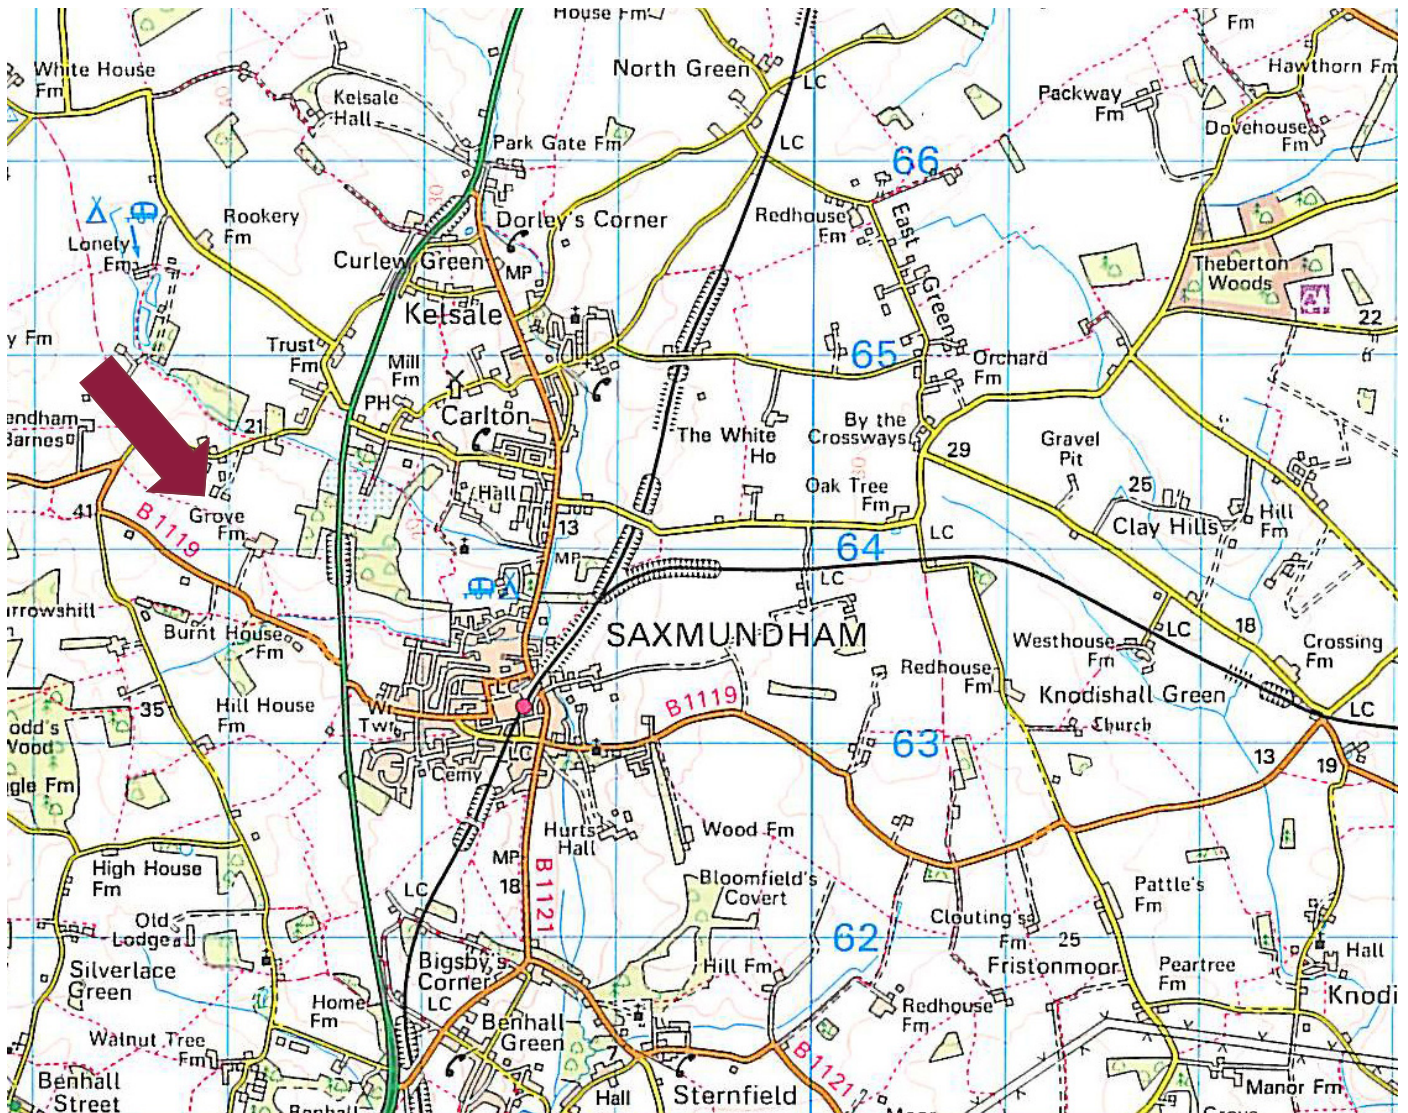 House Fm
Fm
White House
Fm
North Green
LC
Hawthorn Fm
Kelsale
Hall
Packway
Fm
Park Gate Fm
LC
Dovehouse
Fm
66
30
Rookery
Fm
Dorley's Corner
Redhouse
Fm
East Green
Lonely
Fm
Curlew Green
MP
Theberton
Woods
Kelsale
22
y Fm
Trust
Fm
Mill
Fm
65
Orchard
Fm
PH
Carlton
endham
Barnes
21
The White
Ho
By the
Crossways
29
Gravel
Pit
30
Oak Tree
Fm
25
Hall
Clay Hills
Hill
Fm
41
B1119
Grove
Fm
13
LC
64
MP
LC
rrowshill
Burnt House
Fm
SAXMUNDHAM
LC
18
Westhouse
Fm
Crossing
Fm
Redhouse
Fm
Knodishall Green
35
Hill House
Fm
LC
B1119
Wr
Twr
LC
Church
odd's
Wood
63
LC
13
19
Cemy
gle Fm
Hurts
Hall
Wood Fm
High House
Fm
MP
18
B1121
Bloomfield's
Covert
Pattle's
Fm
LC
Old
Lodge
Clouting's
Fm
25
62
Hall
Silverlace
Green
Bigsby's
Corner
Hill Fm
Fristonmoor
Peartree
Fm
LC
Knodi
Home
Fm
Redhouse
Fm
Benhall
Green
Walnut Tree
Fm
7
B1121
Benhall
Street
Hall
Sternfield
Manor Fm
Benhall